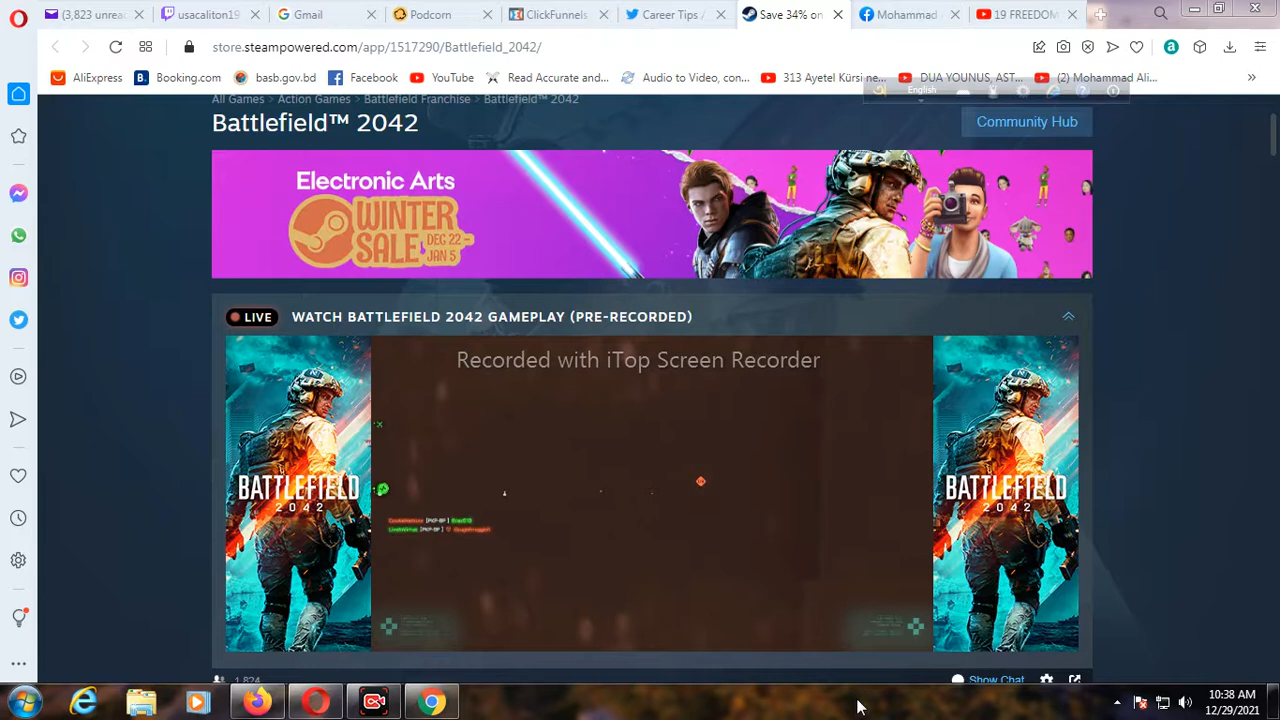 (3,823 unrea
usacaliton19
Gmail
Podcorn
ClickFunnels
Career Tips /
Save 34% on
Mohammad
19 FREEDOM
store.steampowered.com/app/1517290/Battlefield_2042/
AliExpress
Booking.com
basb.gov.bd
Facebook
YouTube
Read Accurate and...
Audio to Video, con...
313 Ayetel Kürsi ne...
DUA YOUNUS, AST...
(2) Mohammad Ali...
English
All Games > Action Games > Battlefield Franchise > Battlefield™ 2042
Battlefield™ 2042
Community Hub
Electronic Arts
WINTER
SALE
DEC 22 -
JAN 5
LIVE
WATCH BATTLEFIELD 2042 GAMEPLAY (PRE-RECORDED)
Recorded with iTop Screen Recorder
BATTLEFIELD
2042
BATTLEFIELD
2042
1,824
Show Chat
10:38 AM
12/29/2021